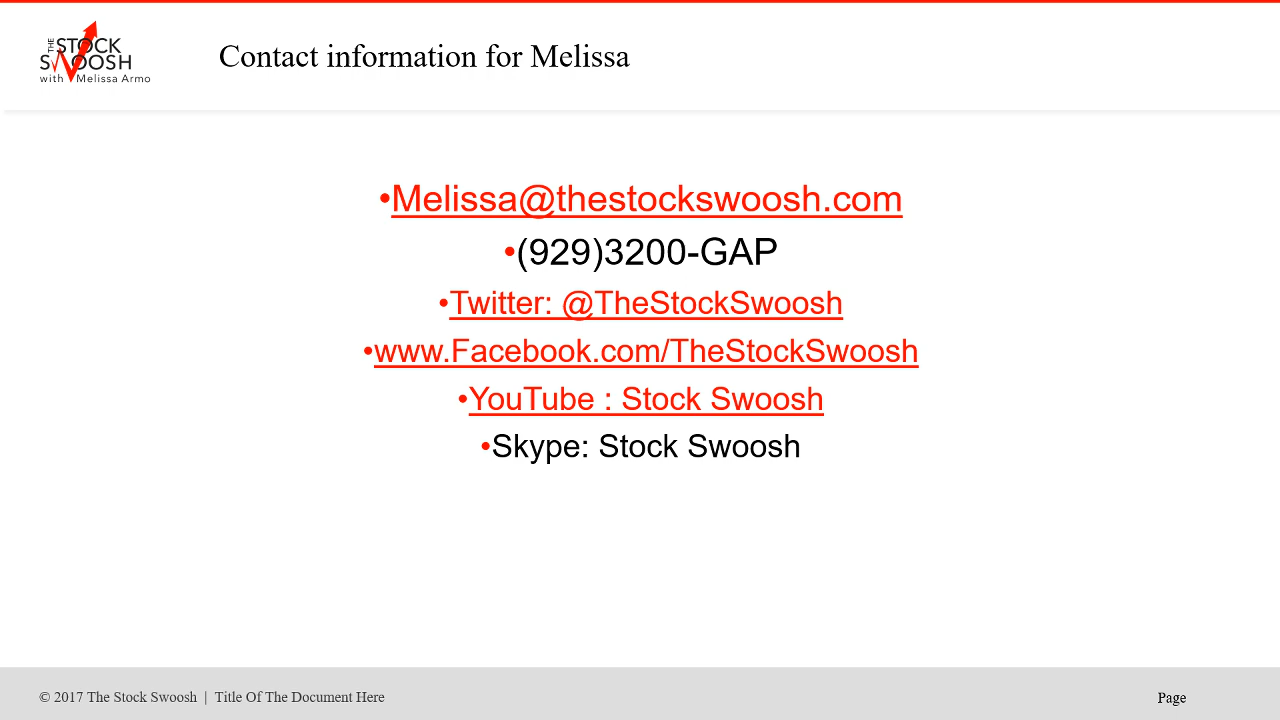 THE STOCK
SWOOSH
with Melissa Armo
Contact information for Melissa
•Melissa@thestockswoosh.com
•(929)3200-GAP
•Twitter: @TheStockSwoosh
•www.Facebook.com/TheStockSwoosh
•YouTube : Stock Swoosh
•Skype: Stock Swoosh
© 2017 The Stock Swoosh | Title Of The Document Here
Page